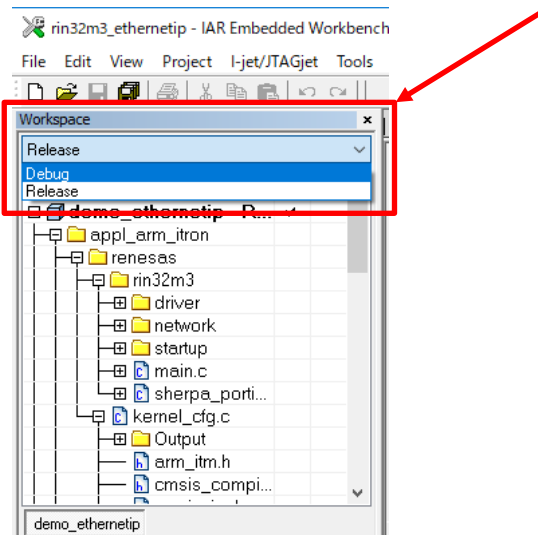 rin32m3_ethernetip - IAR Embedded Workbench
File Edit View Project I-jet/JTAGjet Tools
Workspace
Release
Debug
Release
demo_ethernetip - R...
appl_arm_itron
renesas
rin32m3
driver
network
startup
main.c
sherpa_porti...
kernel_cfg.c
Output
arm_itm.h
cmsis_compi...
demo_ethernetip